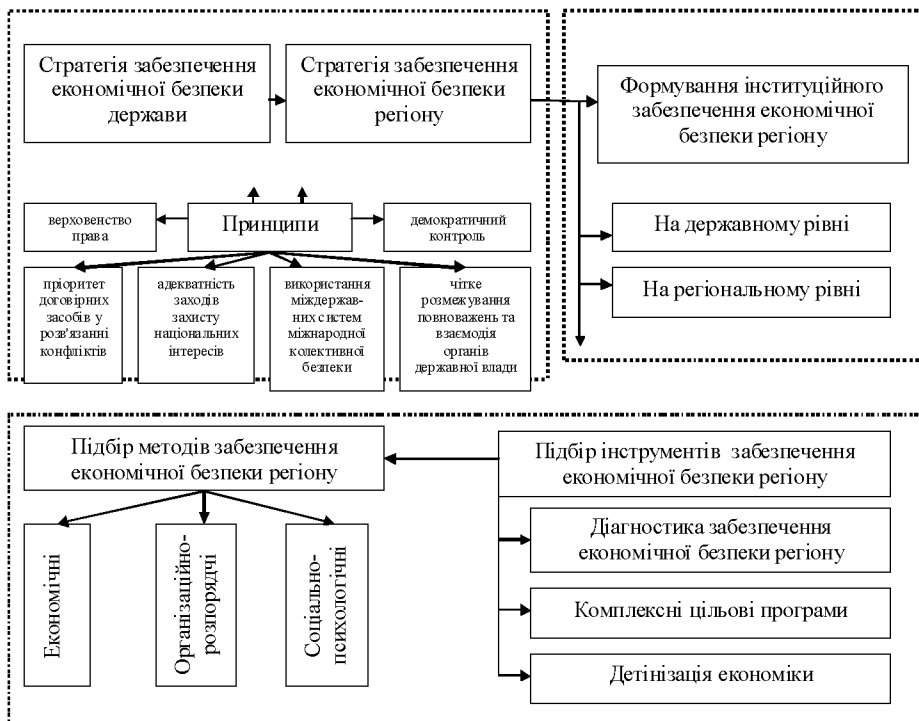 Стратегія забезпечення
економічної безпеки
держави
Стратегія забезпечення
економічної безпеки
регіону
Формування інституційного
забезпечення економічної
безпеки регіону
верховенство
права
Принципи
демократичний
контроль
На державному рівні
На регіональному рівні
пріоритет
договірних
засобів у
розв'язанні
конфліктів
адекватність
заходів
захисту
національних
інтересів
використання
міждержав-
них систем
міжнародної
колективної
безпеки
чітке
розмежування
повноважень та
взаємодія
органів
державної влади
Підбір методів забезпечення
економічної безпеки регіону
Підбір інструментів забезпечення
економічної безпеки регіону
Економічні
Організаційно-
розпорядчі
Соціально-
психологічні
Діагностика забезпечення
економічної безпеки регіону
Комплексні цільові програми
Детінізація економіки